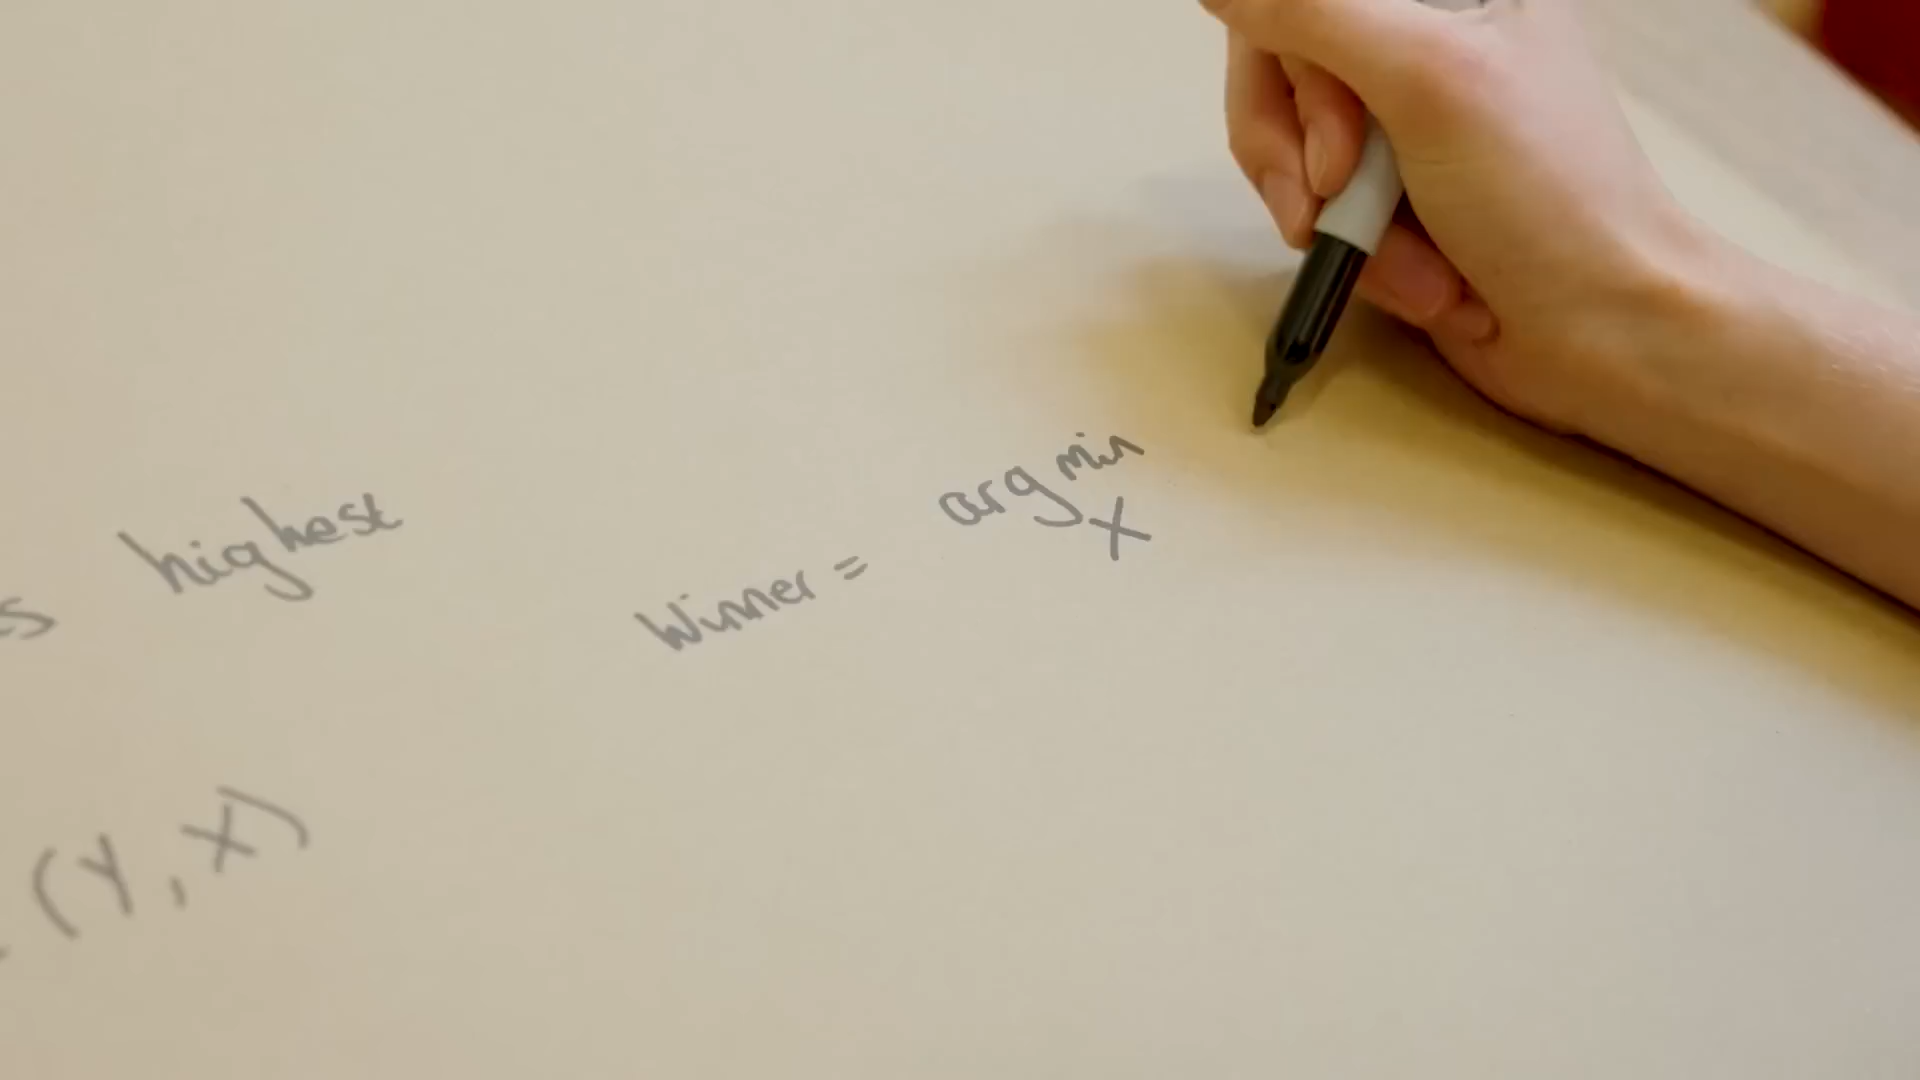 highest
Winner = arg min
X
(Y, X)